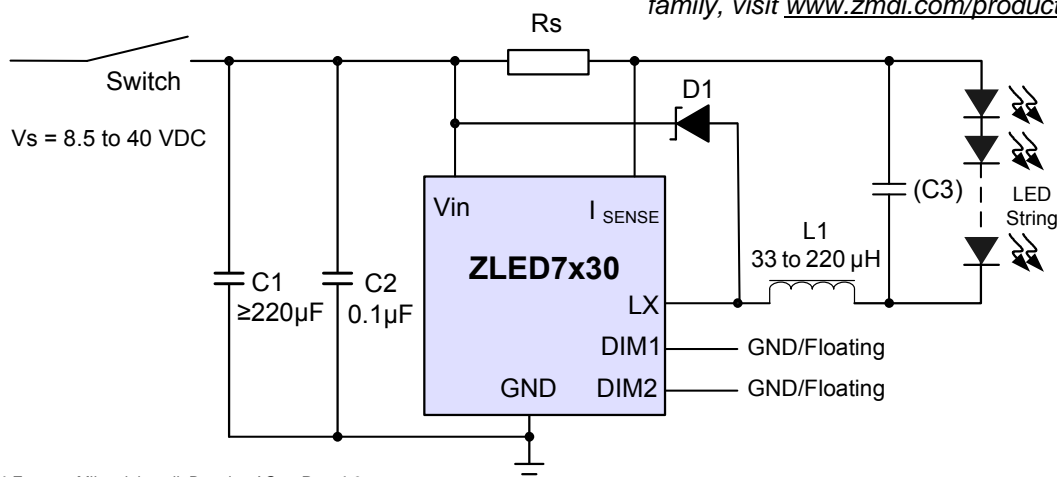 family, visit www.zmdi.com/product
Rs
Switch
D1
Vs = 8.5 to 40 VDC
Vin
I SENSE
(C3)
LED
String
ZLED7x30
L1
33 to 220 µH
C1
≥220µF
C2
0.1µF
LX
DIM1
GND/Floating
GND
DIM2
GND/Floating